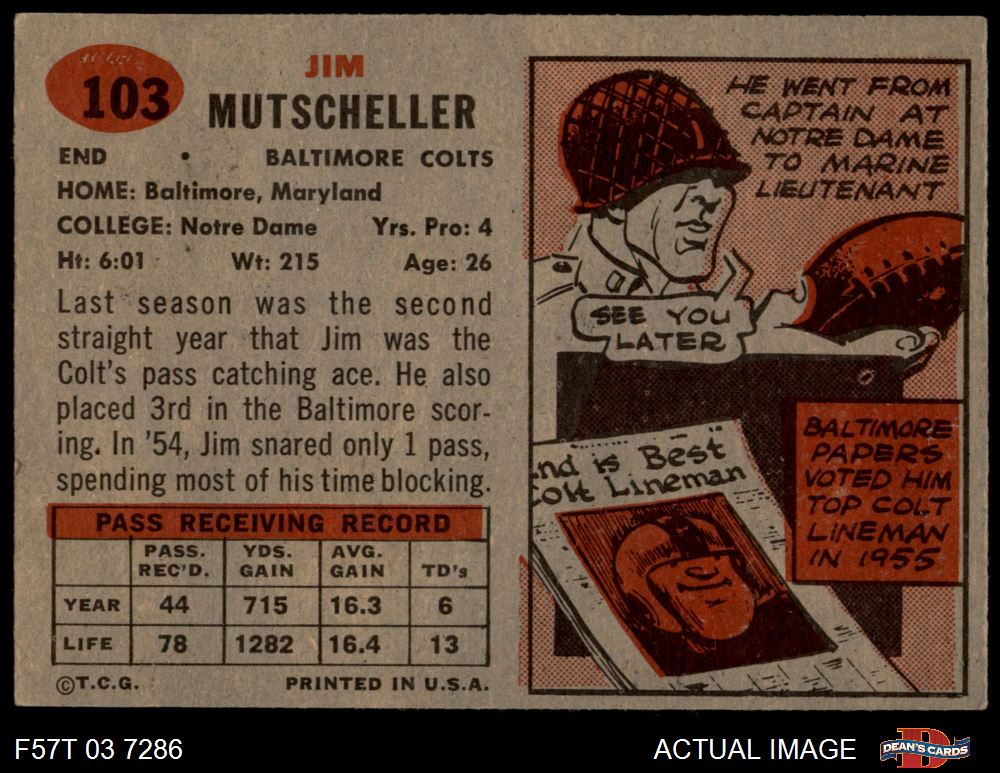 103
JIM
MUTSCHELLER
END • BALTIMORE COLTS
HOME: Baltimore, Maryland
COLLEGE: Notre Dame Yrs. Pro: 4
Ht: 6:01 Wt: 215 Age: 26
Last season was the second
straight year that Jim was the
Colt's pass catching ace. He also
placed 3rd in the Baltimore scor-
ing. In '54, Jim snared only 1 pass,
spending most of his time blocking.
PASS RECEIVING RECORD
PASS. REC'D. YDS. GAIN AVG. GAIN TD's
YEAR 44 715 16.3 6
LIFE 78 1282 16.4 13
©T.C.G. PRINTED IN U.S.A.
HE WENT FROM
CAPTAIN AT
NOTRE DAME
TO MARINE
LIEUTENANT
SEE YOU
LATER
nd is Best
olt Lineman
BALTIMORE
PAPERS
VOTED HIM
TOP COLT
LINEMAN
IN 1955
F57T 03 7286 ACTUAL IMAGE DEAN'S CARDS